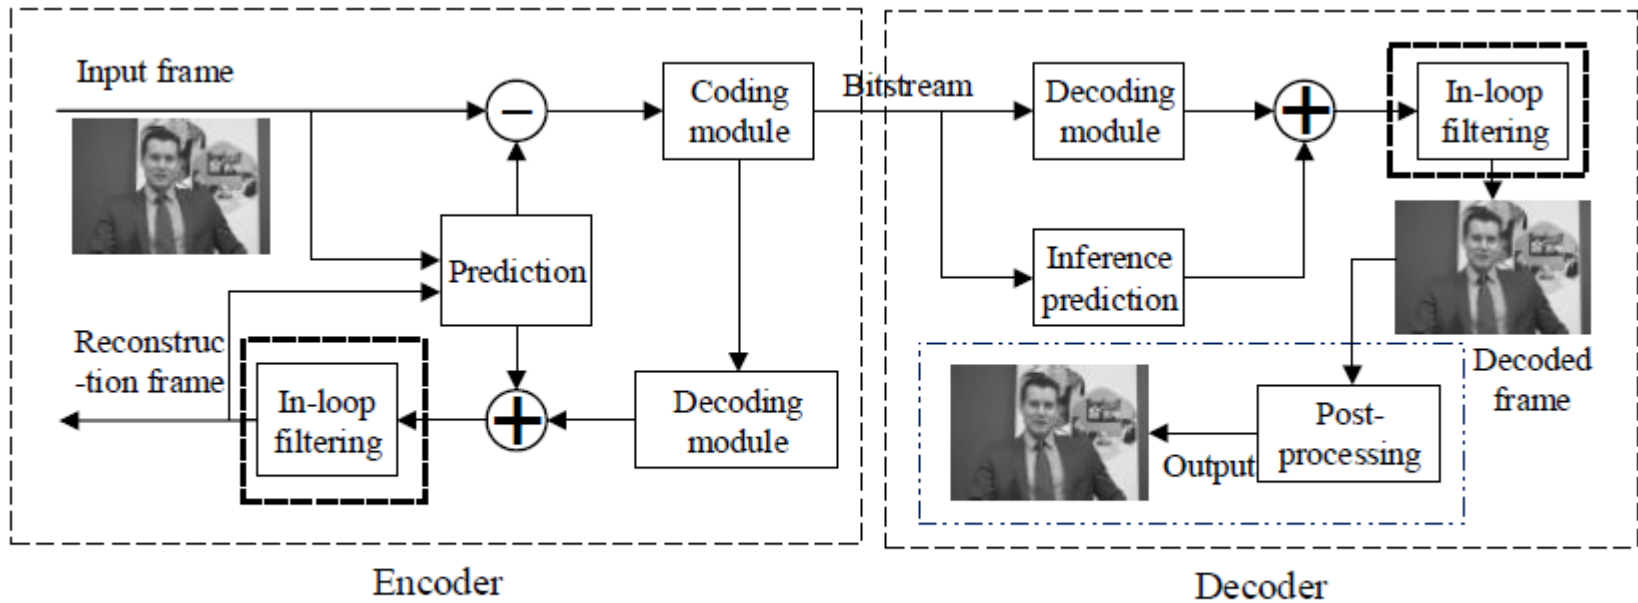 Input frame
Coding
module
Prediction
Reconstruc
-tion frame
In-loop
filtering
Decoding
module
Encoder
Bitstream
Decoding
module
In-loop
filtering
Inference
prediction
Decoded
frame
Post-
processing
Output
Decoder